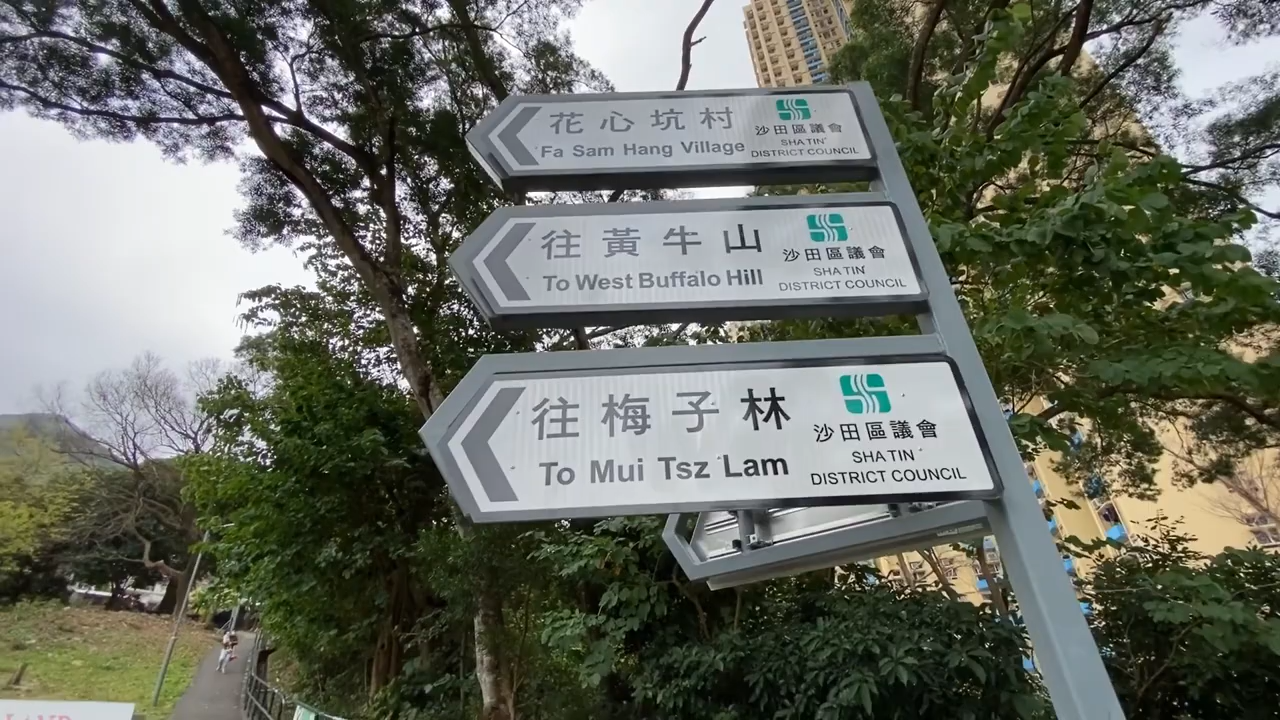 花心坑村
Fa Sam Hang Village
沙田區議會
SHA TIN
DISTRICT COUNCIL
往黃牛山
To West Buffalo Hill
沙田區議會
SHA TIN
DISTRICT COUNCIL
往梅子林
To Mui Tsz Lam
沙田區議會
SHA TIN
DISTRICT COUNCIL